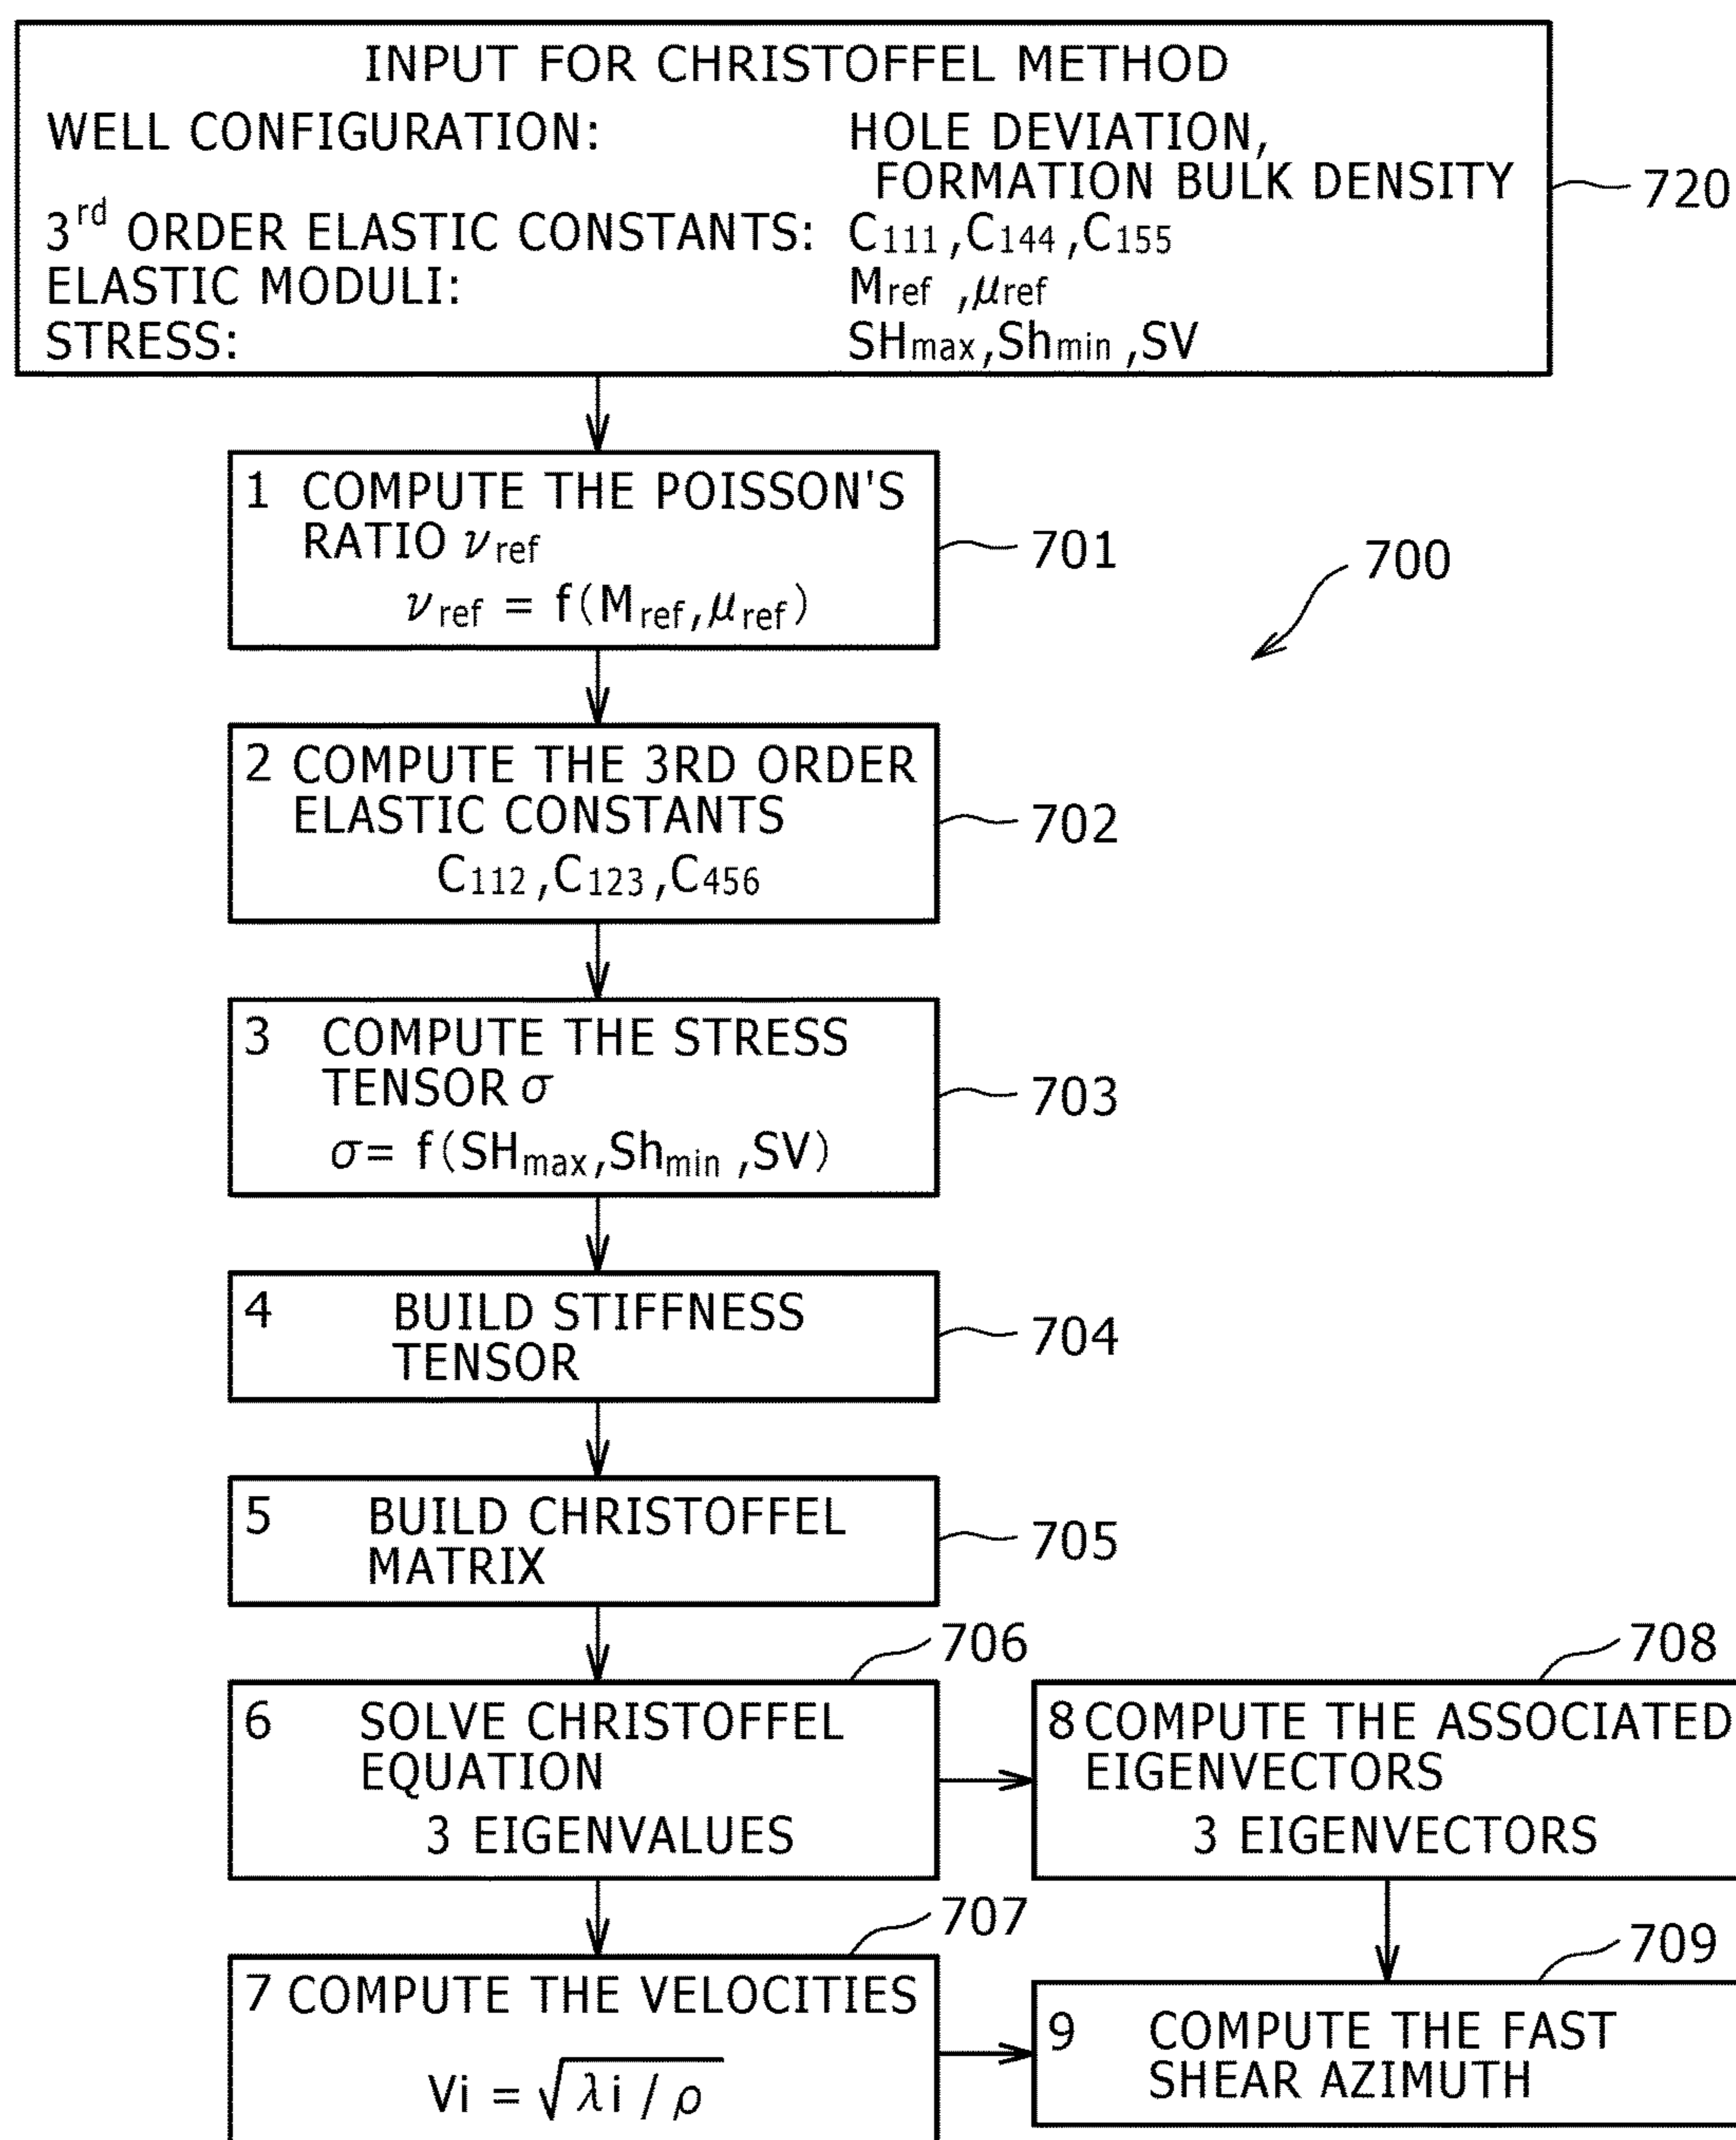 INPUT FOR CHRISTOFFEL METHOD
WELL CONFIGURATION: HOLE DEVIATION,
FORMATION BULK DENSITY
720
3rd ORDER ELASTIC CONSTANTS: C111,C144,C155
ELASTIC MODULI: Mref ,μref
STRESS: SHmax,Shmin ,SV
1 COMPUTE THE POISSON'S
RATIO νref
νref = f(Mref,μref)
701
700
2 COMPUTE THE 3RD ORDER
ELASTIC CONSTANTS
C112,C123,C456
702
3 COMPUTE THE STRESS
TENSOR σ
σ= f(SHmax,Shmin ,SV)
703
4 BUILD STIFFNESS
TENSOR
704
5 BUILD CHRISTOFFEL
MATRIX
705
706
6 SOLVE CHRISTOFFEL
EQUATION
3 EIGENVALUES
708
8 COMPUTE THE ASSOCIATED
EIGENVECTORS
3 EIGENVECTORS
707
7 COMPUTE THE VELOCITIES
Vi = √λi / ρ
709
9 COMPUTE THE FAST
SHEAR AZIMUTH